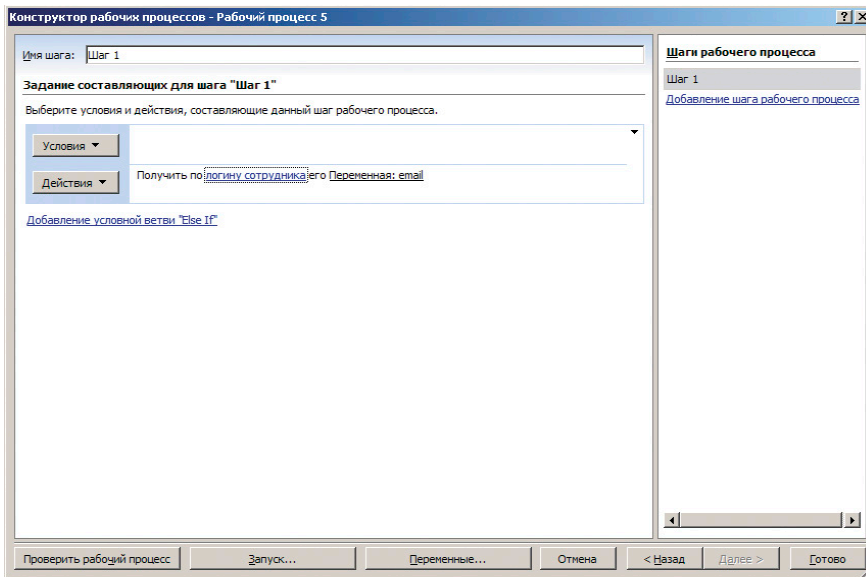 Конструктор рабочих процессов - Рабочий процесс 5
Имя шага: Шаг 1
Задание составляющих для шага "Шаг 1"
Выберите условия и действия, составляющие данный шаг рабочего процесса.
Условия
Действия
Получить по логину сотрудника его Переменная: email
Добавление условной ветви "Else If"
Шаги рабочего процесса
Шаг 1
Добавление шага рабочего процесса
Проверить рабочий процесс
Запуск...
Переменные...
Отмена
< Назад
Далее >
Готово